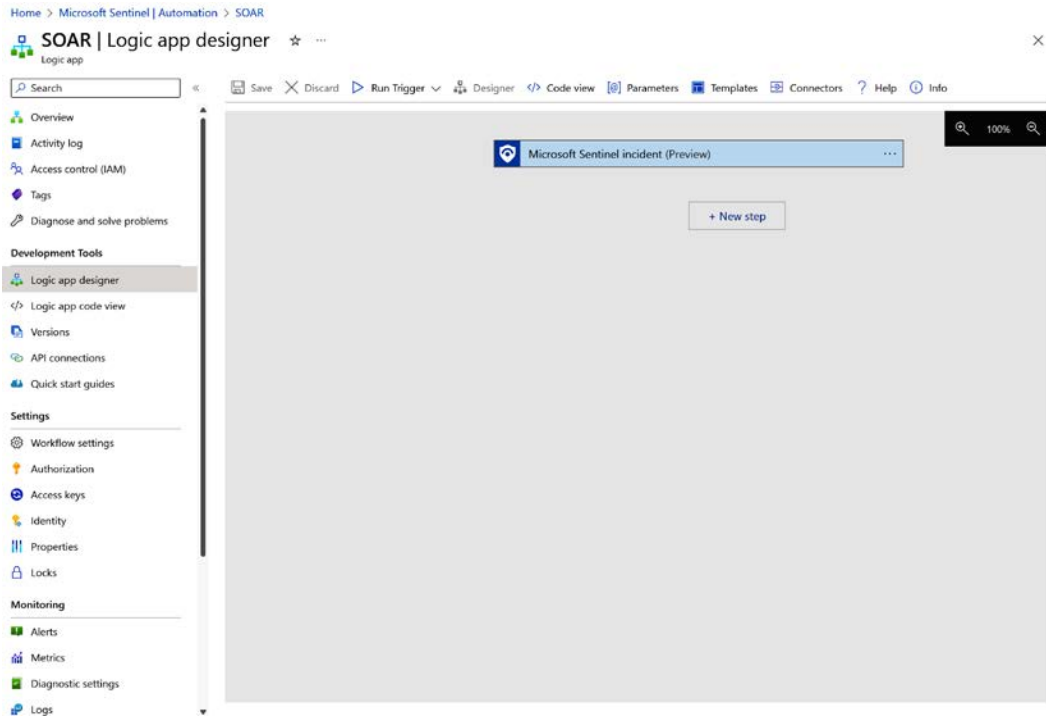 Home > Microsoft Sentinel | Automation > SOAR
SOAR | Logic app designer
Logic app
Search
Save Discard Run Trigger Designer Code view Parameters Templates Connectors Help Info
Overview
Activity log
Access control (IAM)
Tags
Diagnose and solve problems
Development Tools
Logic app designer
Logic app code view
Versions
API connections
Quick start guides
Settings
Workflow settings
Authorization
Access keys
Identity
Properties
Locks
Monitoring
Alerts
Metrics
Diagnostic settings
Logs
100%
Microsoft Sentinel incident (Preview)
+ New step